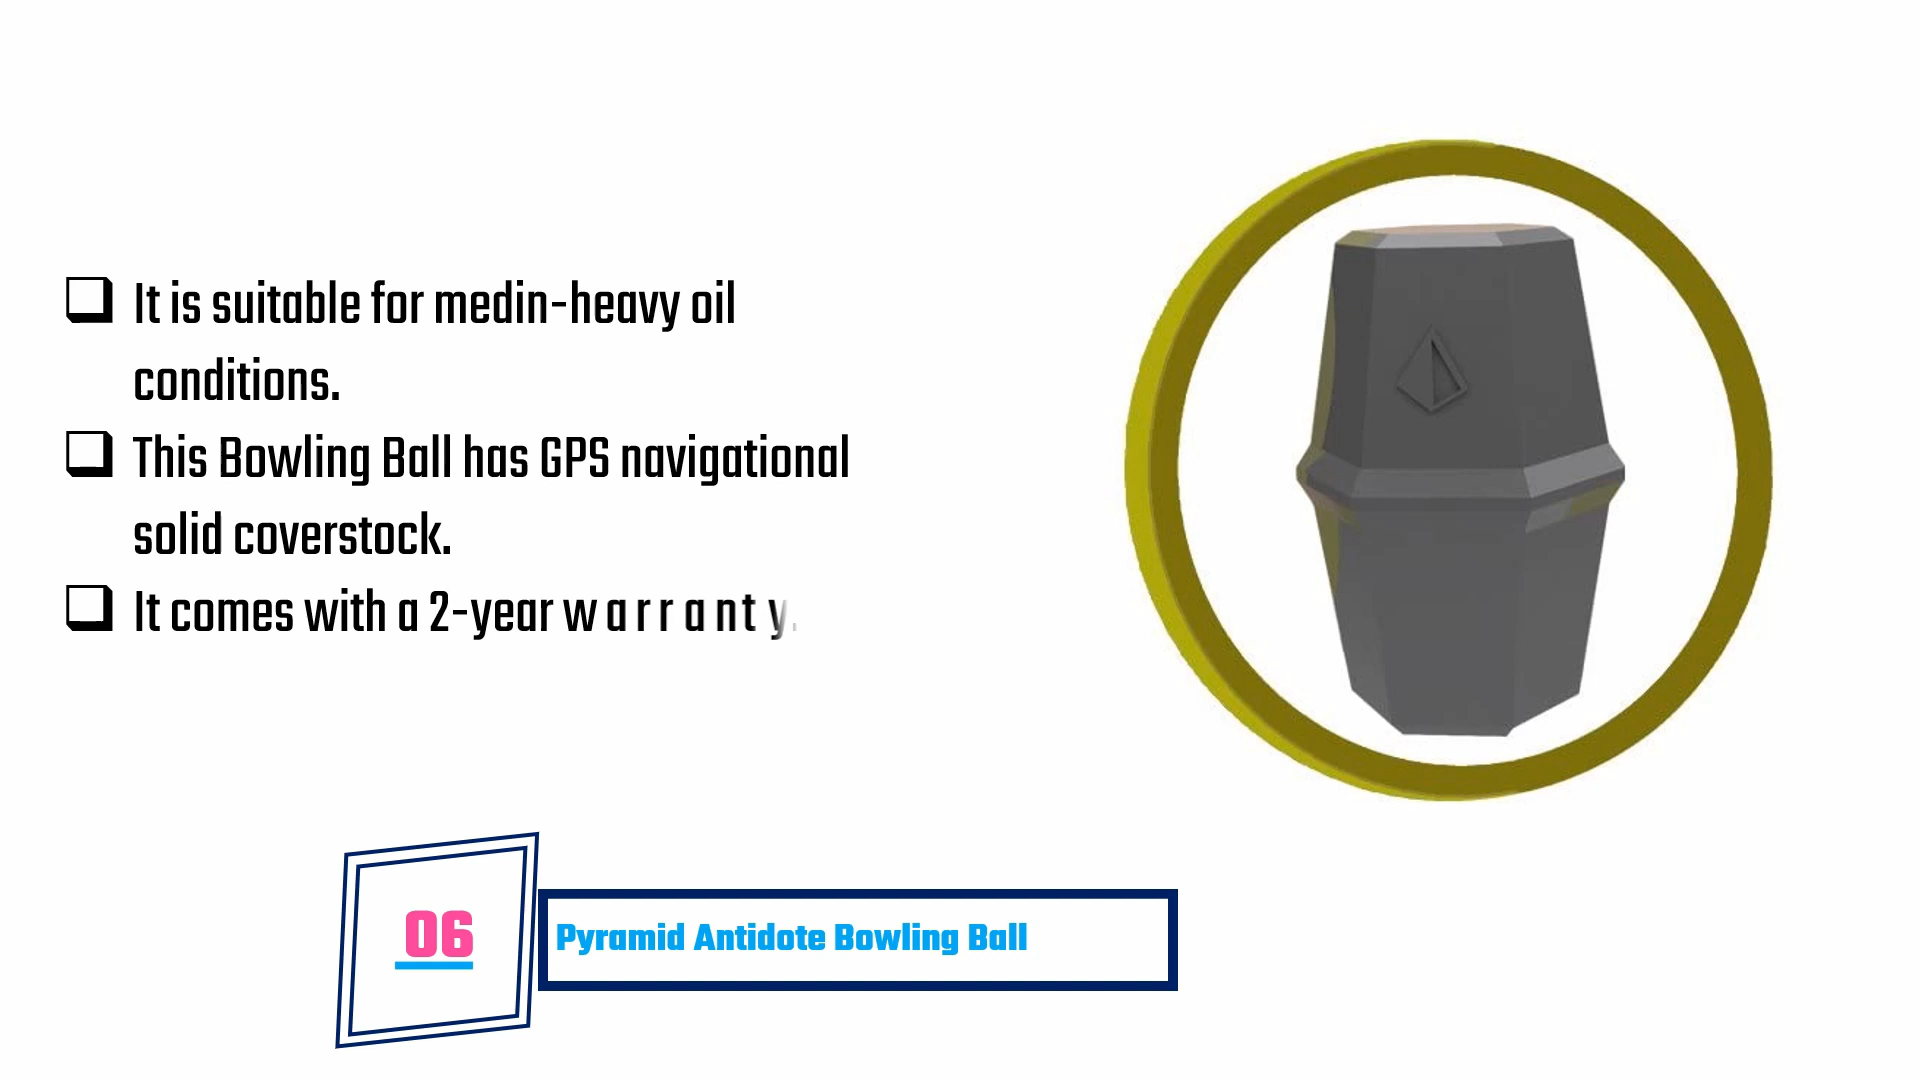 It is suitable for medin-heavy oil
conditions.
This Bowling Ball has GPS navigational
solid coverstock.
It comes with a 2-year warranty.
06
Pyramid Antidote Bowling Ball